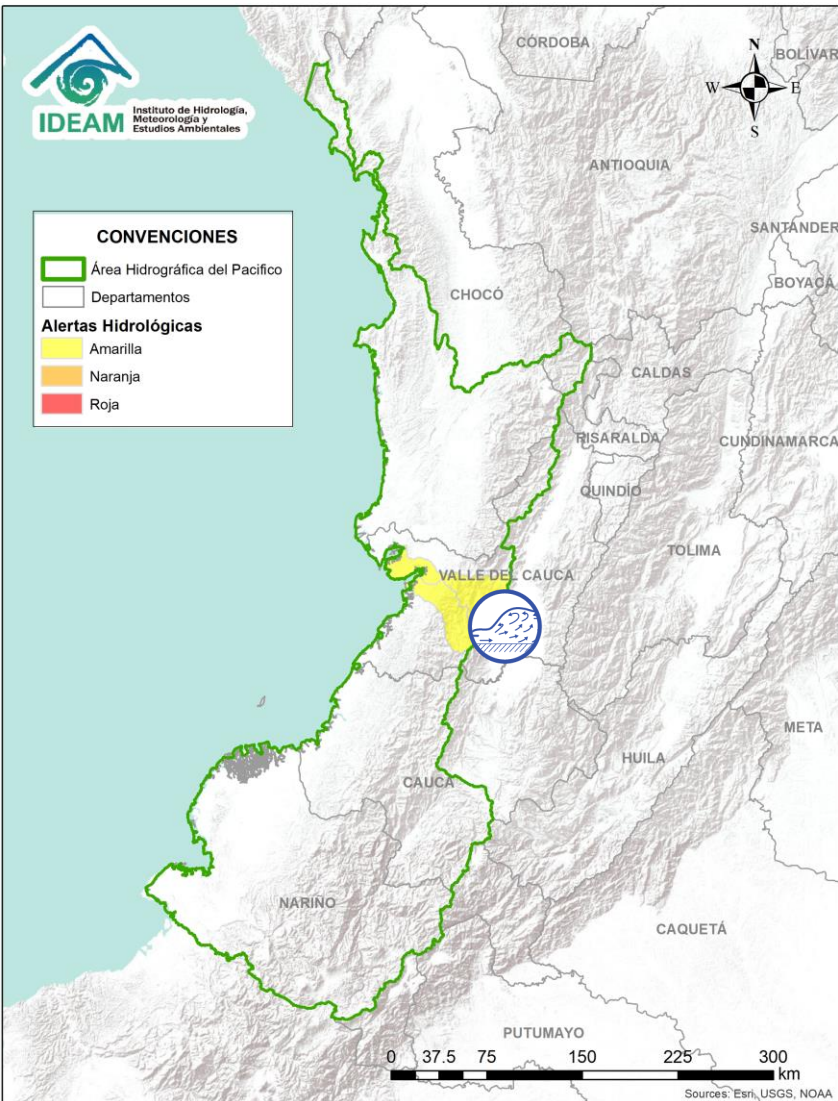 IDEAM
Instituto de Hidrología,
Meteorología y
Estudios Ambientales
N
W
E
S
CONVENCIONES
Área Hidrográfica del Pacifico
Departamentos
Alertas Hidrológicas
Amarilla
Naranja
Roja
CÓRDOBA
BOLÍVAR
ANTIOQUIA
SANTANDER
BOYACÁ
CHOCÓ
CALDAS
RISARALDA
CUNDINAMARCA
QUINDÍO
TOLIMA
VALLE DEL CAUCA
META
HUILA
CAUCA
NARIÑO
CAQUETÁ
PUTUMAYO
0 37.5 75 150 225 300
km
Sources: Esri, USGS, NOAA